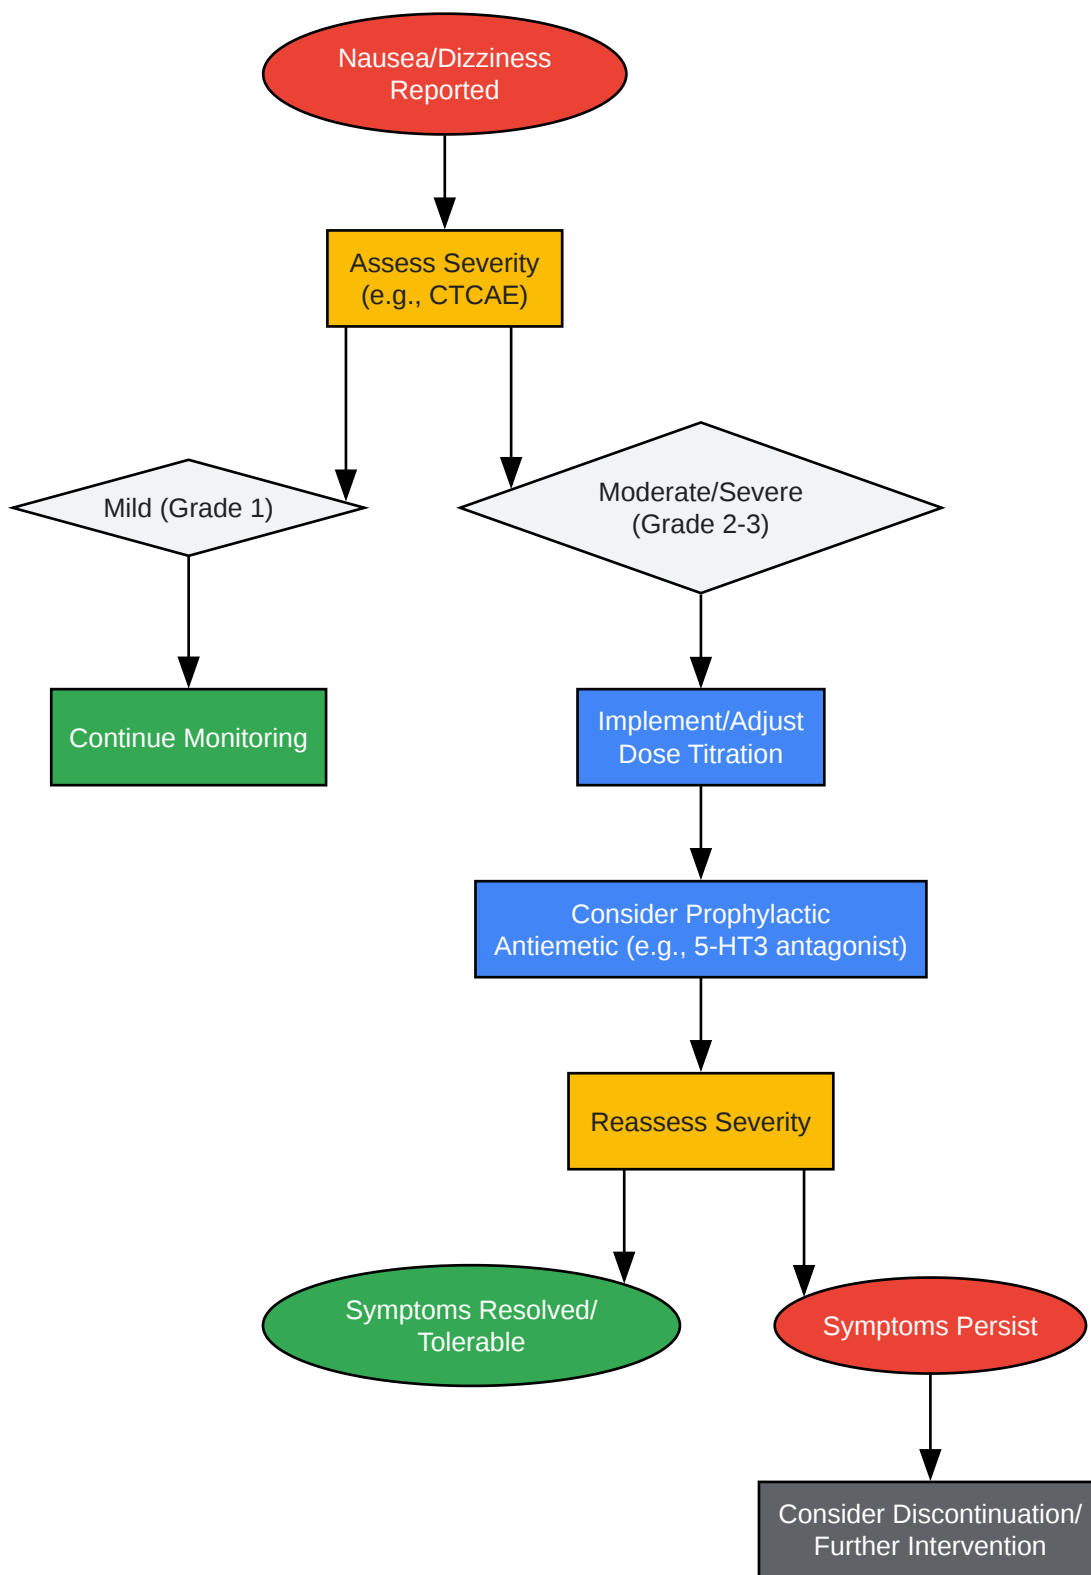 Nausea/Dizziness
Reported
Assess Severity
(e.g., CTCAE)
Mild (Grade 1)
Moderate/Severe
(Grade 2-3)
Continue Monitoring
Implement/Adjust
Dose Titration
Consider Prophylactic
Antiemetic (e.g., 5-HT3 antagonist)
Reassess Severity
Symptoms Resolved/
Tolerable
Symptoms Persist
Consider Discontinuation/
Further Intervention